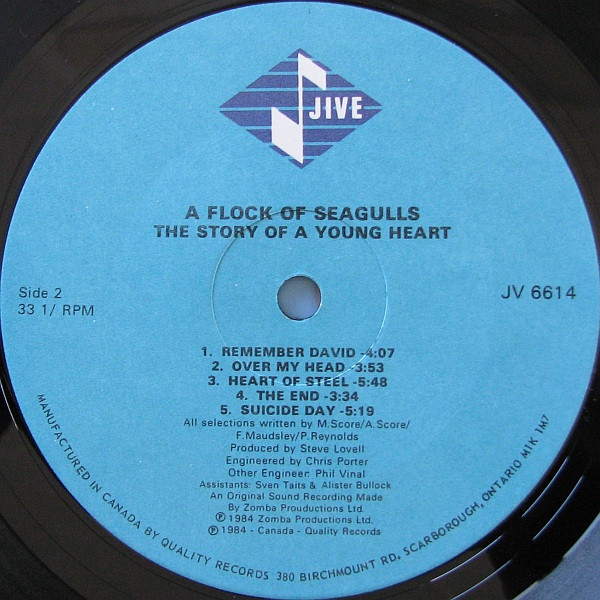 JIVE
A FLOCK OF SEAGULLS
THE STORY OF A YOUNG HEART
Side 2
33 1/ RPM
JV 6614
1. REMEMBER DAVID -4:07
2. OVER MY HEAD -3:53
3. HEART OF STEEL -5:48
4. THE END -3:34
5. SUICIDE DAY -5:19
All selections written by M.Score/A.Score/
F.Maudsley/P.Reynolds
Produced by Steve Lovell
Engineered by Chris Porter
Other Engineer: Phil Vinal
Assistants: Sven Taits & Alister Bullock
An Original Sound Recording Made
By Zomba Prouductions Ltd.
℗ 1984 Zomba Productions Ltd.
℗ 1984 - Canada - Quality Records
MANUFACTURED IN CANADA BY QUALITY RECORDS 380 BIRCHMOUNT RD. SCARBOROUGH, ONTARIO M1K 1M7